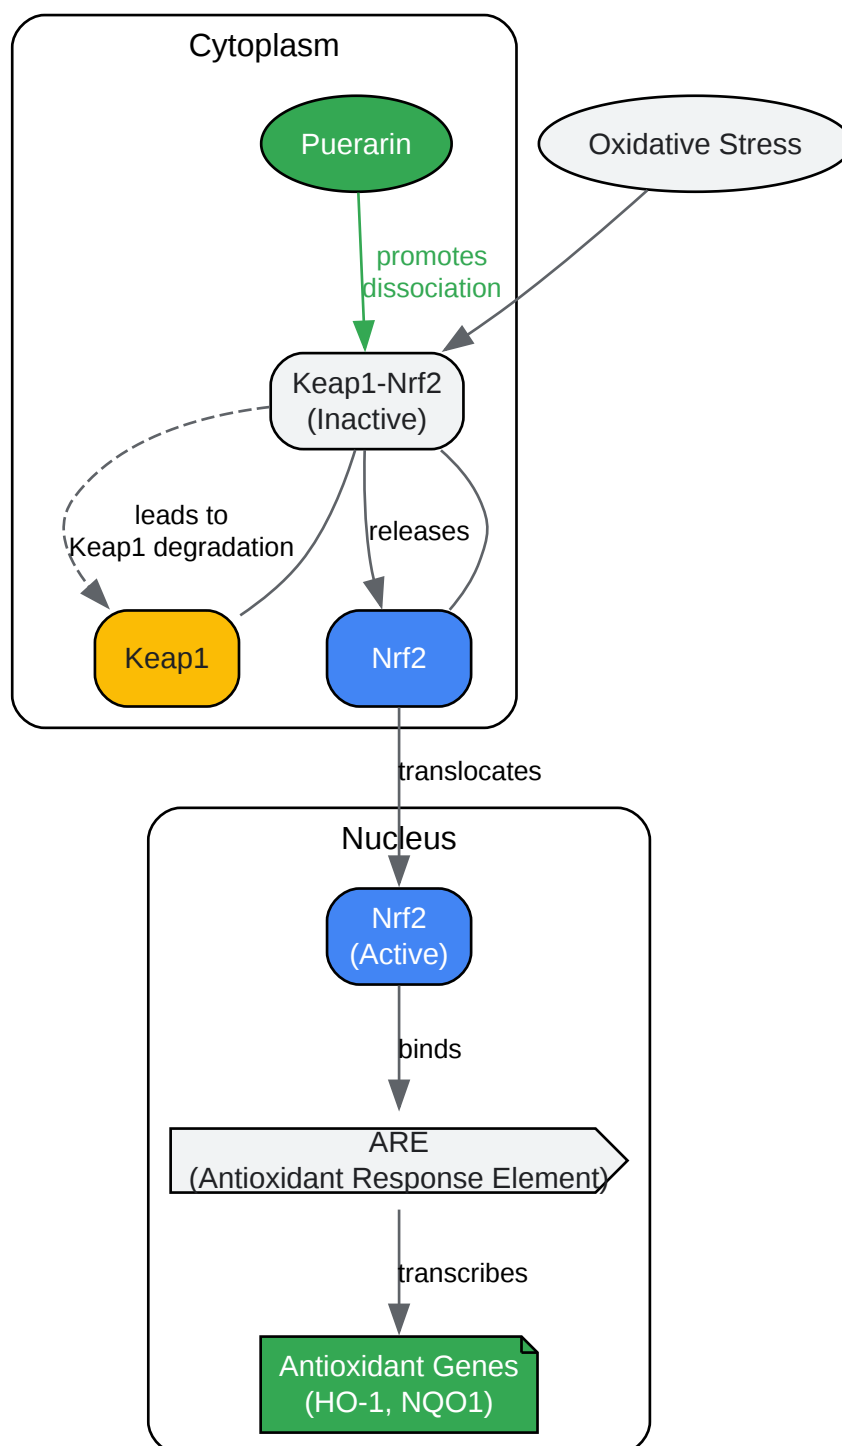 Cytoplasm
Puerarin
Oxidative Stress
promotes
dissociation
Keap1-Nrf2
(Inactive)
leads to
Keap1 degradation
releases
Keap1
Nrf2
translocates
Nucleus
Nrf2
(Active)
binds
ARE
(Antioxidant Response Element)
transcribes
Antioxidant Genes
(HO-1, NQO1)